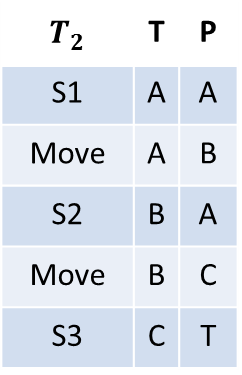 T₂ T P
S1 A A
Move A B
S2 B A
Move B C
S3 C T